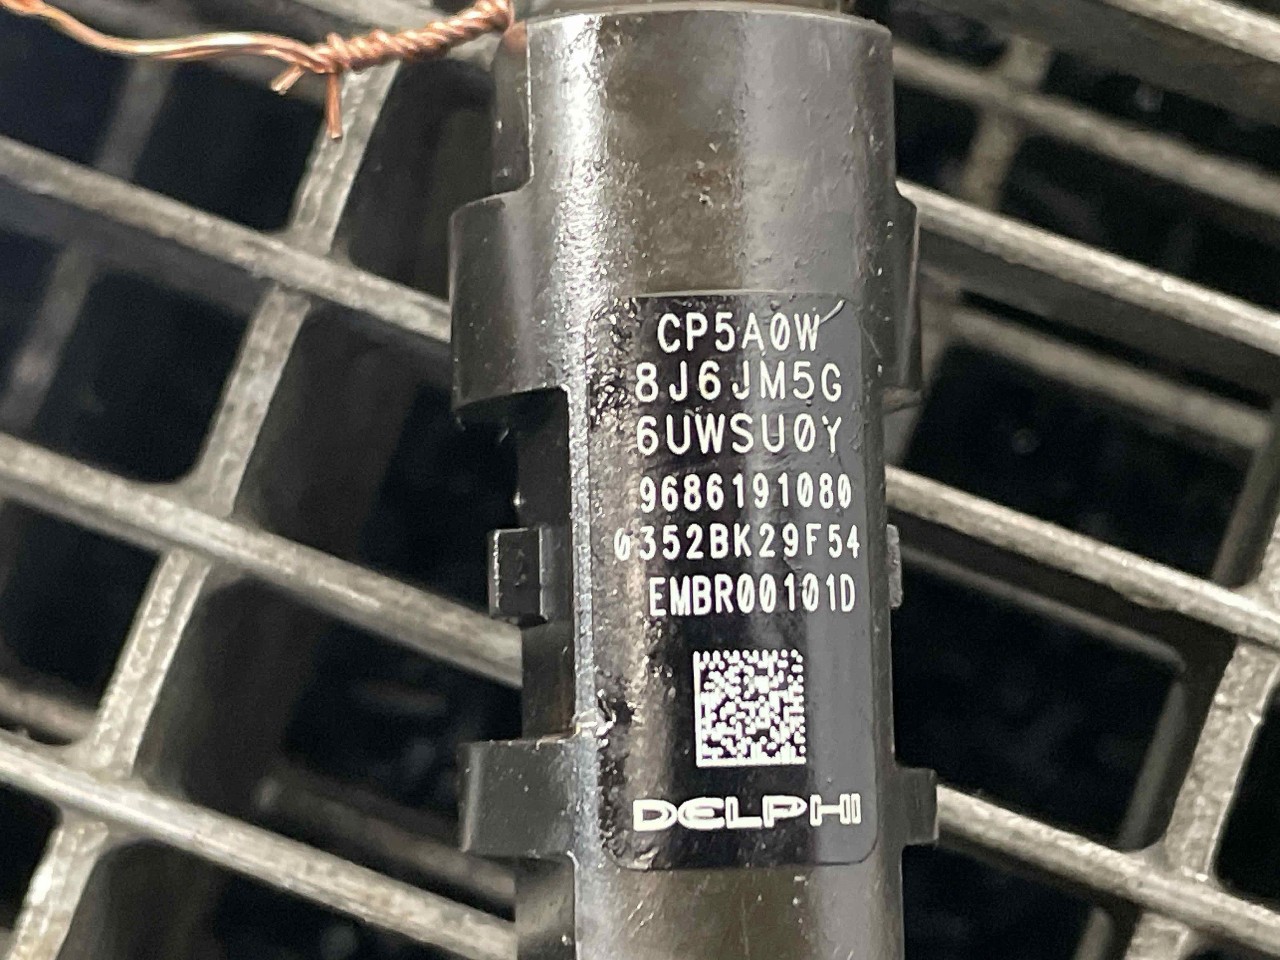 CP5A0W
8J6JM5G
6UWSU0Y
9686191080
0352BK29F54
EMBR00101D
DELPHI